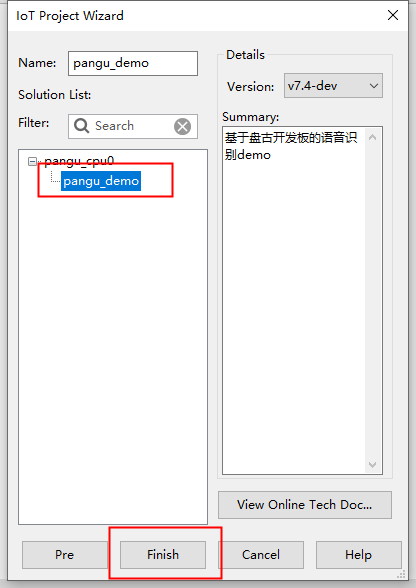 IoT Project Wizard
Name:
pangu_demo
Solution List:
Filter:
Search
pangu_cpu0
pangu_demo
Details
Version:
v7.4-dev
Summary:
基于盘古开发板的语音识
别demo
View Online Tech Doc...
Pre
Finish
Cancel
Help